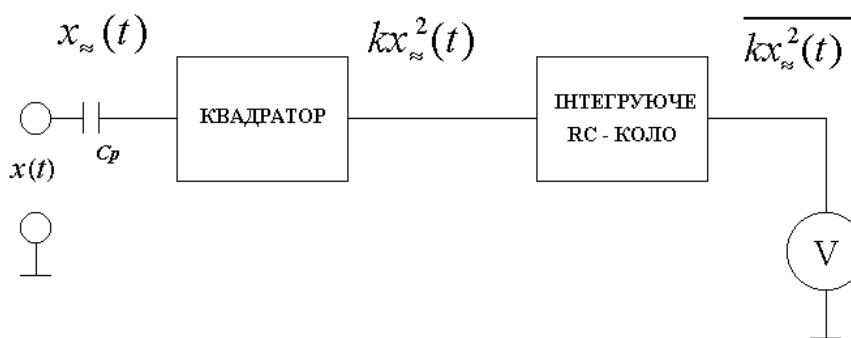 x≈(t)
kx≈²(t)
kx≈²(t)
КВАДРАТОР
ІНТЕГРУЮЧЕ
RC - КОЛО
Cp
x(t)
V